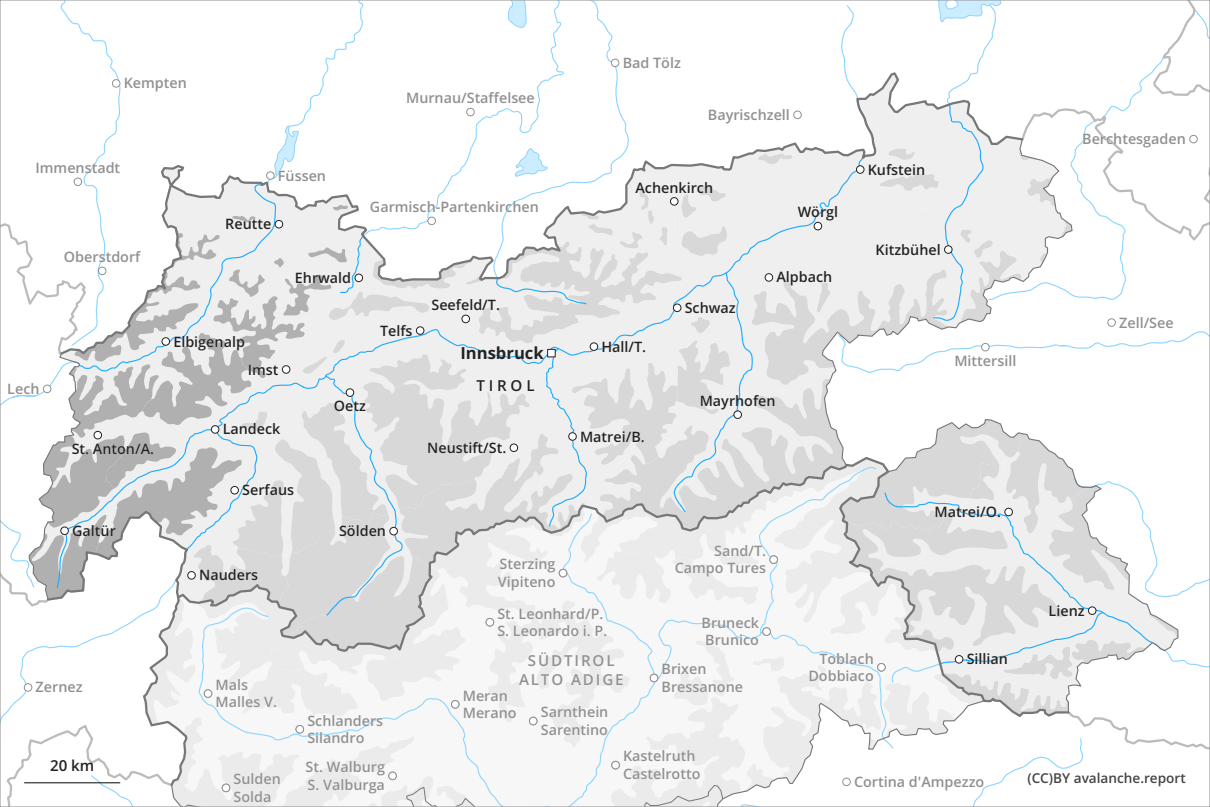 Kempten
Bad Tölz
Murnau/Staffelsee
Bayrischzell
Berchtesgaden
Immenstadt
Füssen
Kufstein
Achenkirch
Garmisch-Partenkirchen
Wörgl
Reutte
Kitzbühel
Oberstdorf
Ehrwald
Alpbach
Seefeld/T.
Schwaz
Telfs
Zell/See
Elbigenalp
Innsbruck
Hall/T.
Mittersill
Imst
TIROL
Lech
Oetz
Mayrhofen
Landeck
Matrei/B.
St. Anton/A.
Neustift/St.
Serfaus
Matrei/O.
Galtür
Sölden
Sand/T.
Campo Tures
Sterzing
Vipiteno
Nauders
St. Leonhard/P.
S. Leonardo i. P.
Lienz
Bruneck
Brunico
SÜDTIROL
ALTO ADIGE
Toblach
Dobbiaco
Sillian
Brixen
Bressanone
Zernez
Mals
Malles V.
Meran
Merano
Sarnthein
Sarentino
Schlanders
Silandro
Kastelruth
Castelrotto
St. Walburg
S. Valburga
20 km
Sulden
Solda
Cortina d'Ampezzo
(CC)BY avalanche.report